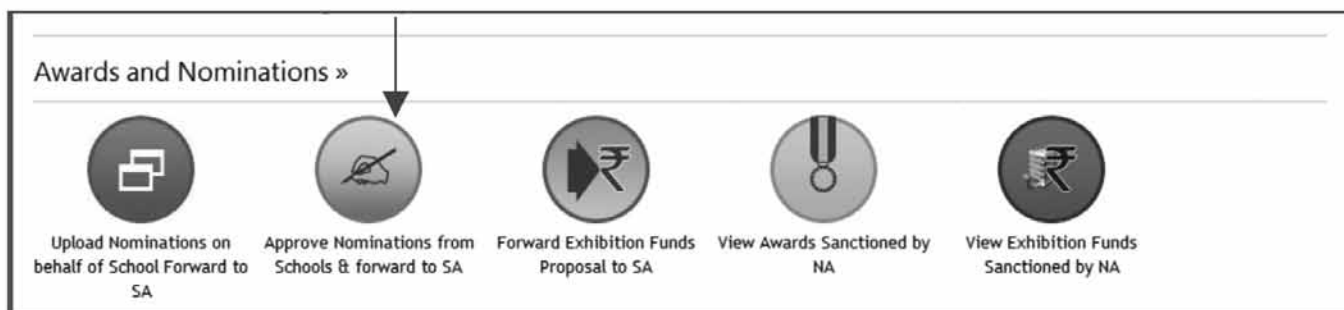 Awards and Nominations »
Upload Nominations on
behalf of School Forward to
SA
Approve Nominations from
Schools & forward to SA
Forward Exhibition Funds
Proposal to SA
View Awards Sanctioned by
NA
View Exhibition Funds
Sanctioned by NA